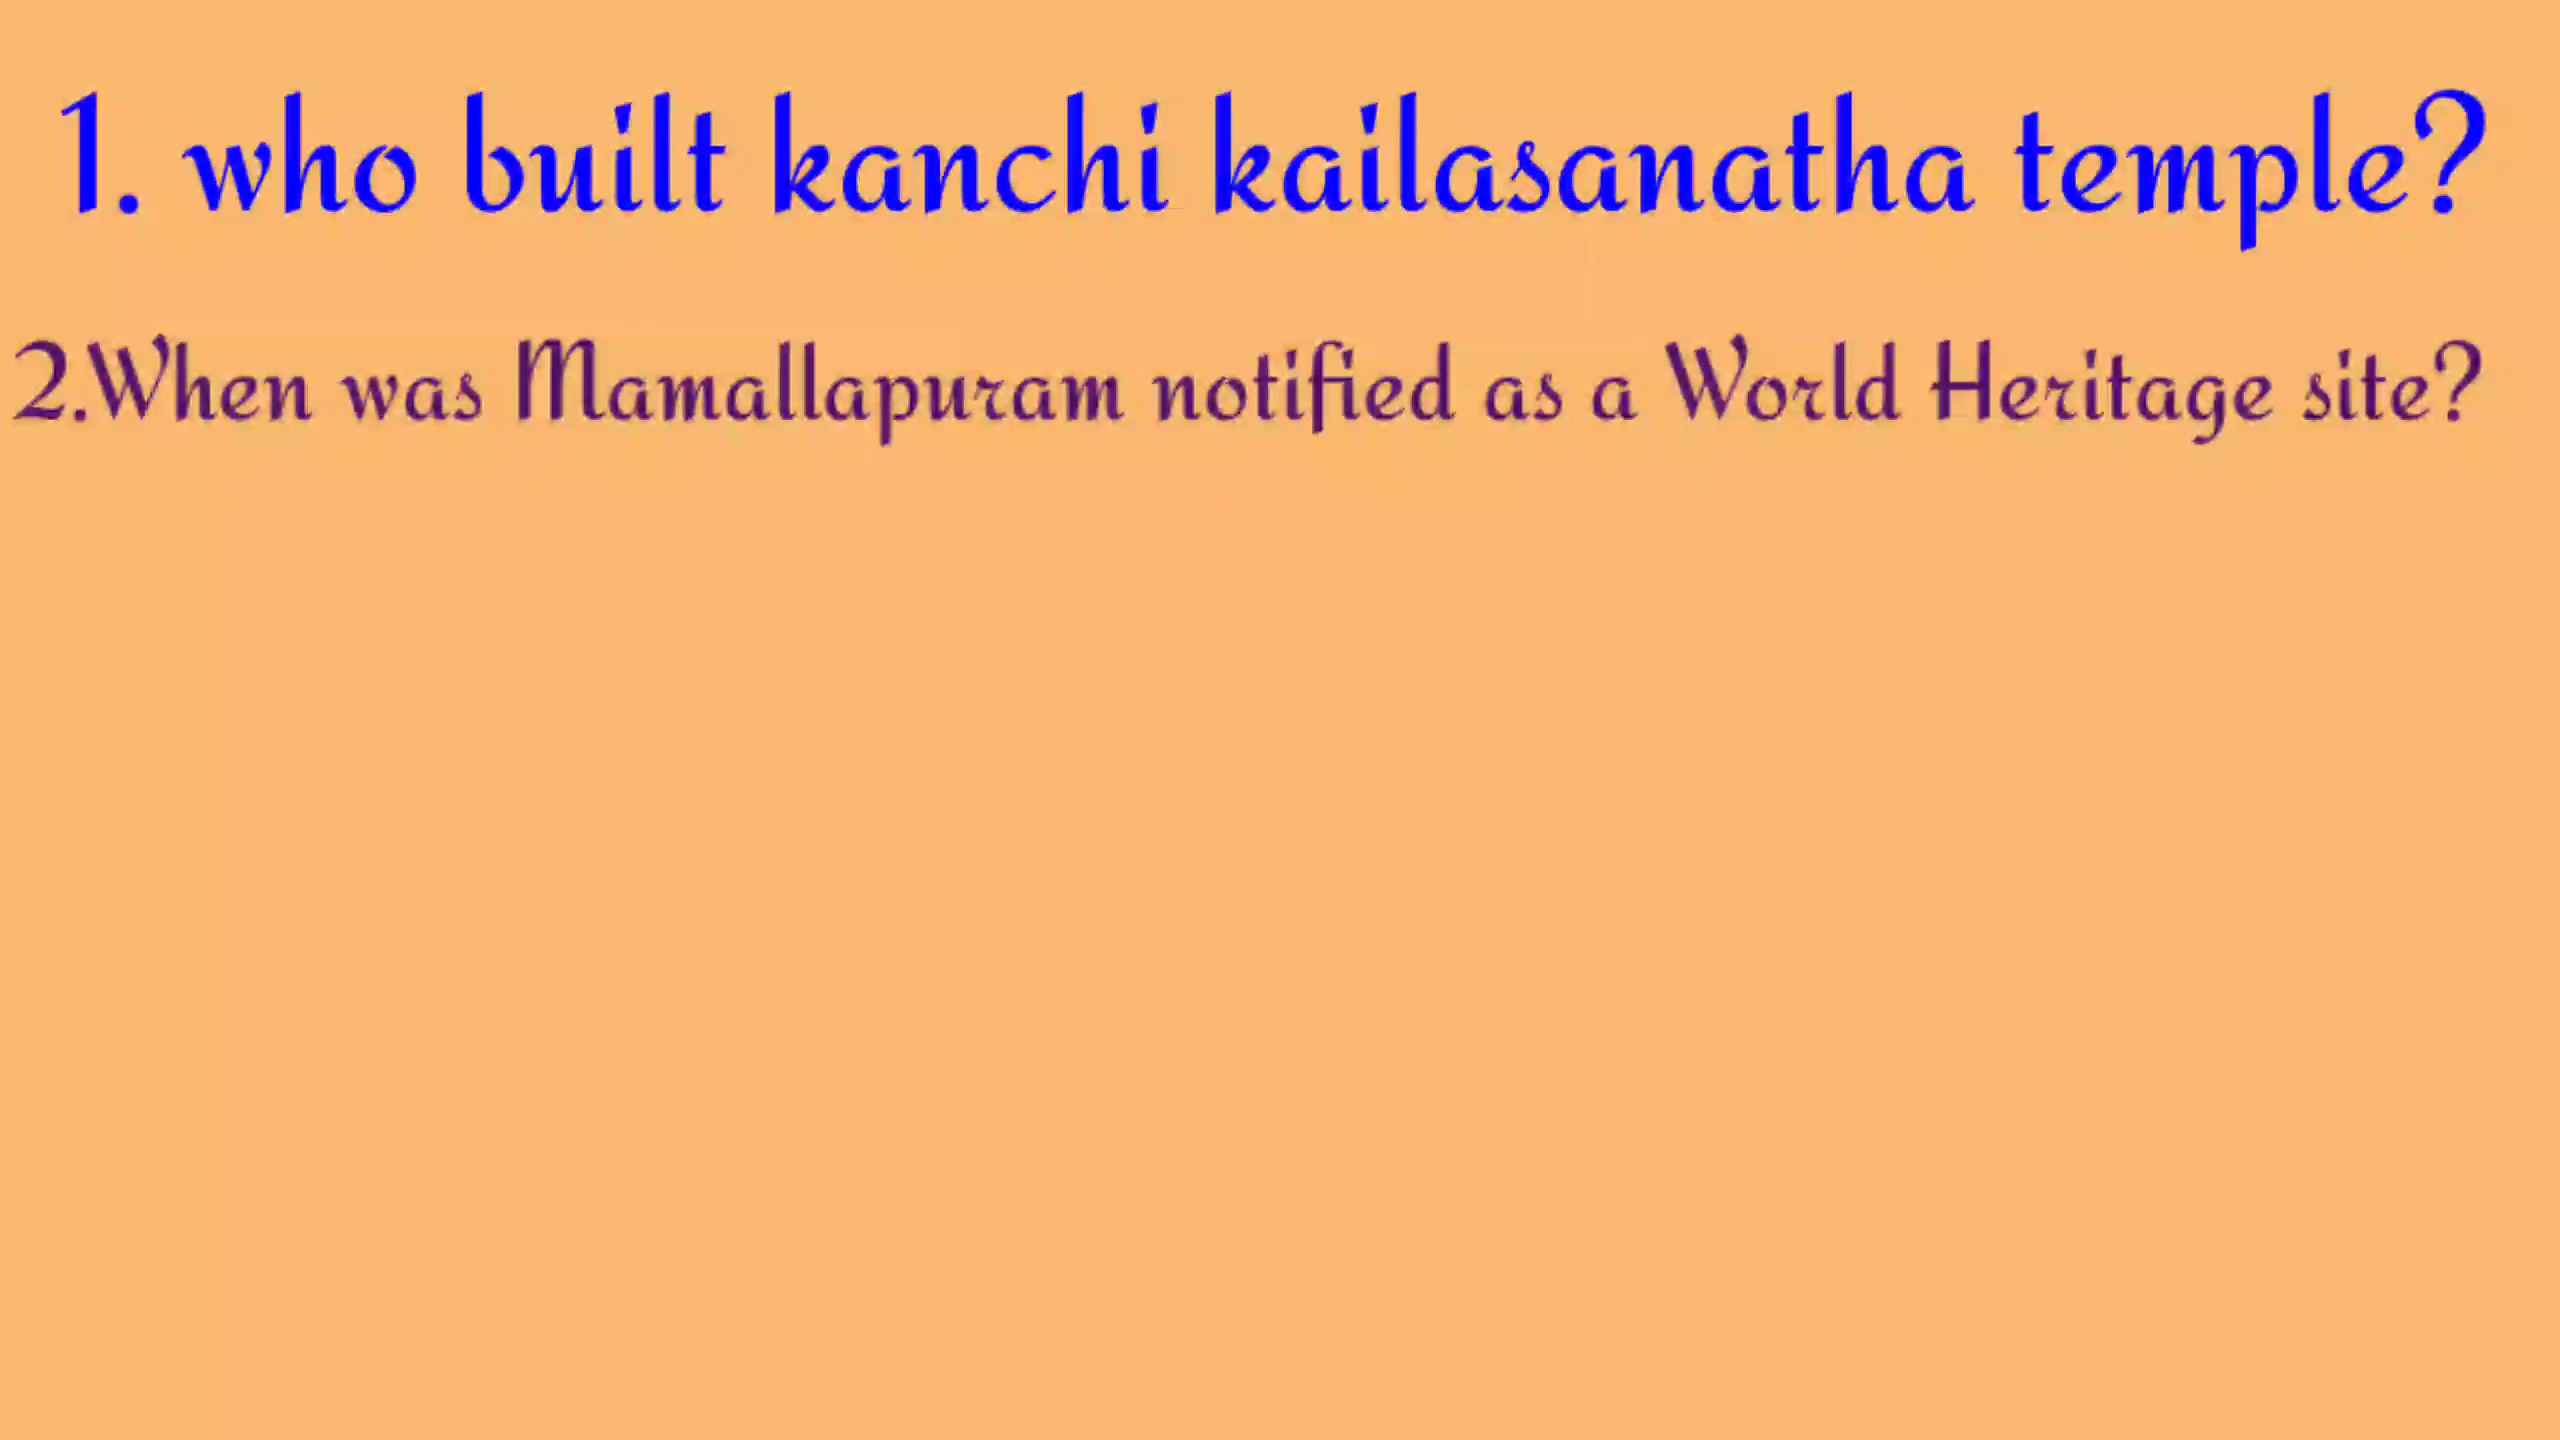 1. who built kanchi kailasanatha temple?
2.When was Mamallapuram notified as a World Heritage site?